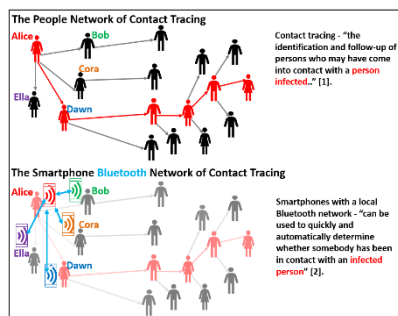 The People Network of Contact Tracing
Alice
Bob
Cora
Ella
Dawn
Contact tracing - “the
identification and follow-up of
persons who may have come
into contact with a person
infected..” [1].
The Smartphone Bluetooth Network of Contact Tracing
Alice
Bob
Cora
Ella
Dawn
Smartphones with a local
Bluetooth network - “can be
used to quickly and
automatically determine
whether somebody has been
in contact with an infected
person” [2].